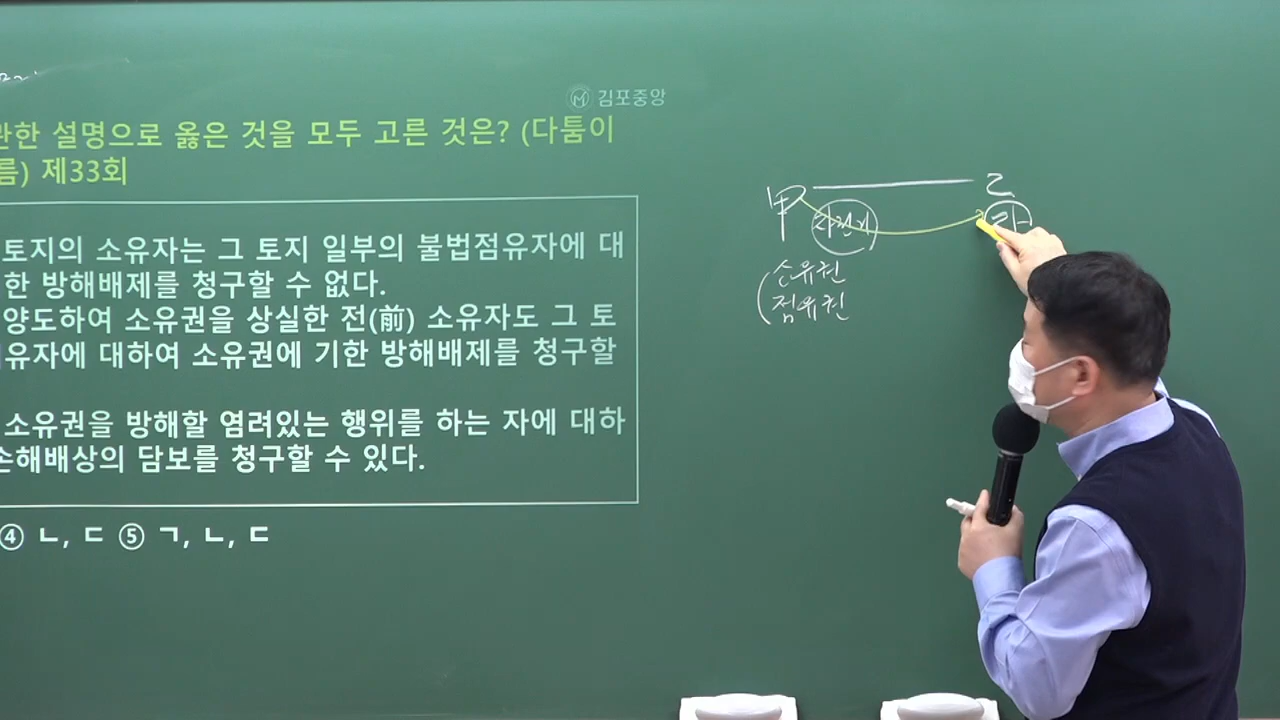 김포중앙
관한 설명으로 옳은 것을 모두 고른 것은? (다툼이
름) 제33회
토지의 소유자는 그 토지 일부의 불법점유자에 대
한 방해배제를 청구할 수 없다.
양도하여 소유권을 상실한 전(前) 소유자도 그 토
유자에 대하여 소유권에 기한 방해배제를 청구할
소유권을 방해할 염려있는 행위를 하는 자에 대하
손해배상의 담보를 청구할 수 있다.
④ ㄴ, ㄷ ⑤ ㄱ, ㄴ, ㄷ
甲 乙
자전거
소유권
점유권